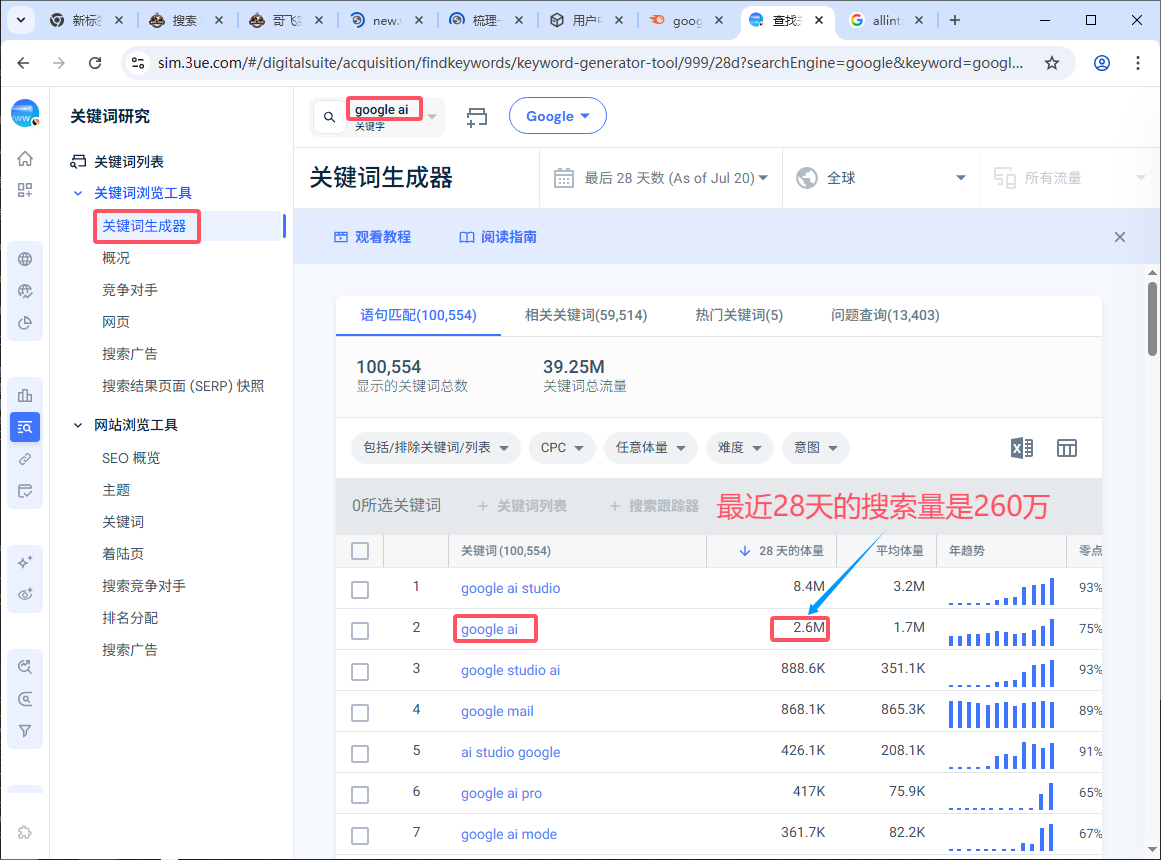 新标
搜索
哥飞
new.
梳理-
用户
goog
查找
allint
sim.3ue.com/#/digitalsuite/acquisition/findkeywords/keyword-generator-tool/999/28d?searchEngine=google&keyword=googl...
关键词研究
关键词列表
关键词浏览工具
关键词生成器
概况
竞争对手
网页
搜索广告
搜索结果页面 (SERP) 快照
网站浏览工具
SEO 概览
主题
关键词
着陆页
搜索竞争对手
排名分配
搜索广告
google ai
关键字
Google
关键词生成器
最后 28 天数 (As of Jul 20)
全球
所有流量
观看教程
阅读指南
语句匹配(100,554) 相关关键词(59,514) 热门关键词(5) 问题查询(13,403)
100,554 39.25M
显示的关键词总数 关键词总流量
包括/排除关键词/列表 CPC 任意体量 难度 意图
0所选关键词 + 关键词列表 + 搜索跟踪器 最近28天的搜索量是260万
关键词 (100,554) 28 天的体量 平均体量 年趋势 零点
1 google ai studio 8.4M 3.2M 93%
2 google ai 2.6M 1.7M 75%
3 google studio ai 888.6K 351.1K 93%
4 google mail 868.1K 865.3K 89%
5 ai studio google 426.1K 208.1K 91%
6 google ai pro 417K 75.9K 65%
7 google ai mode 361.7K 82.2K 67%